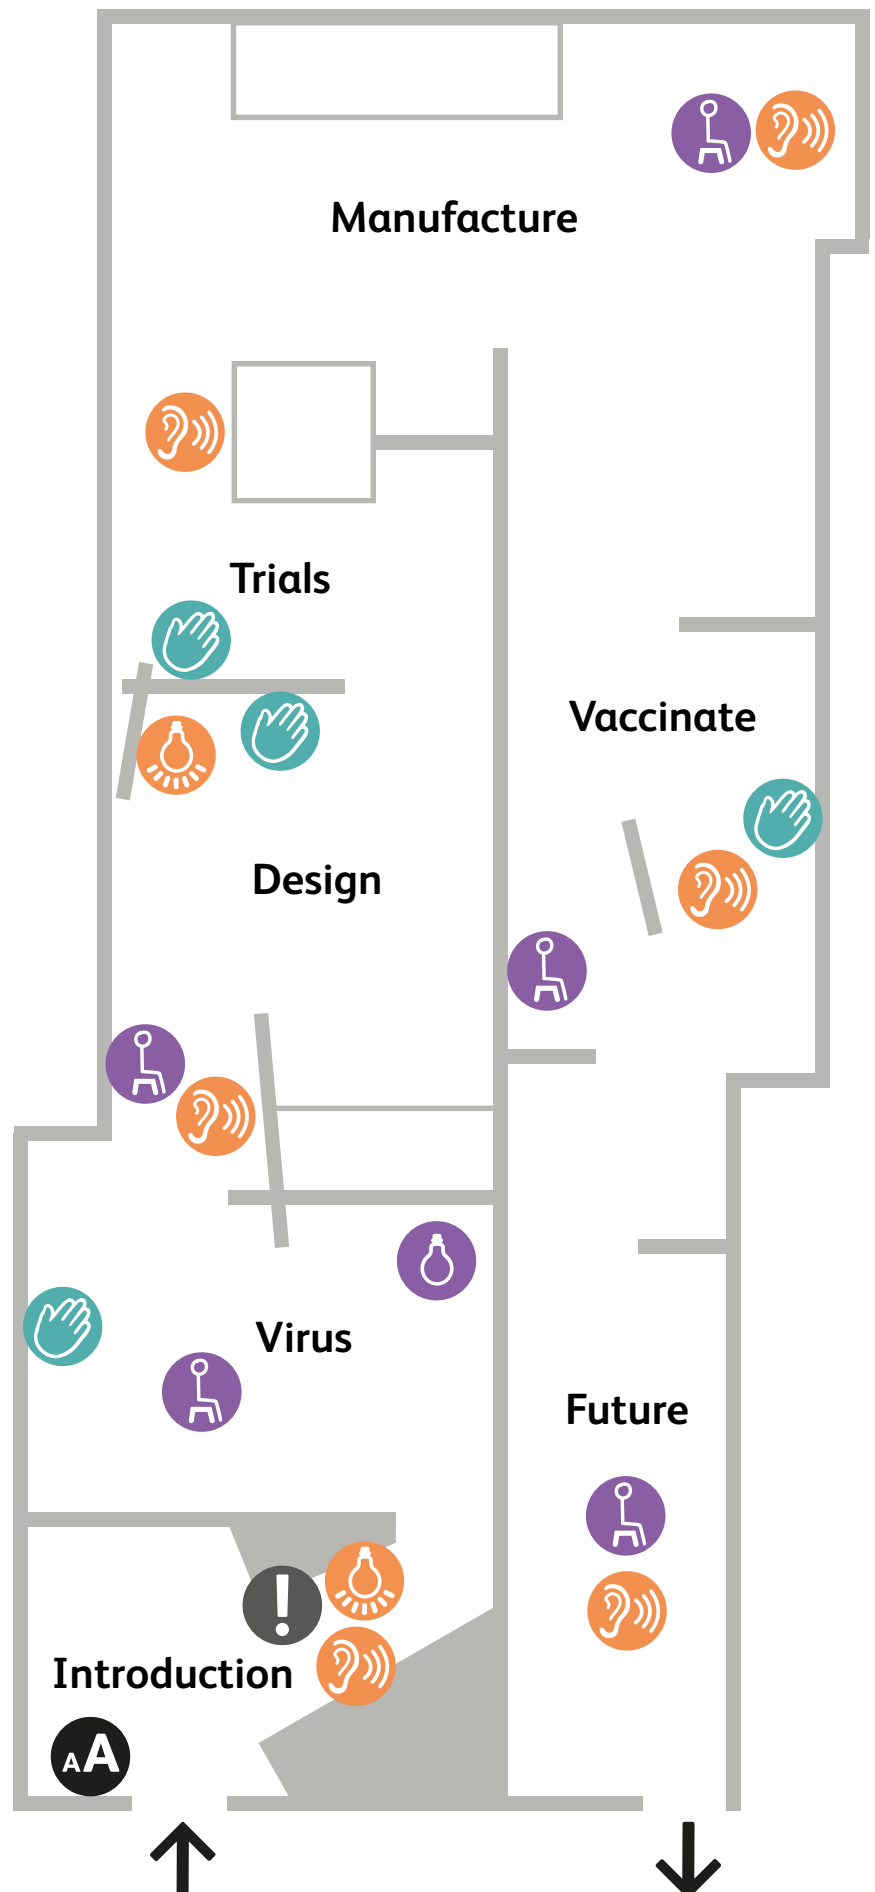 Manufacture
Trials
Vaccinate
Design
Virus
Future
!
Introduction
AA